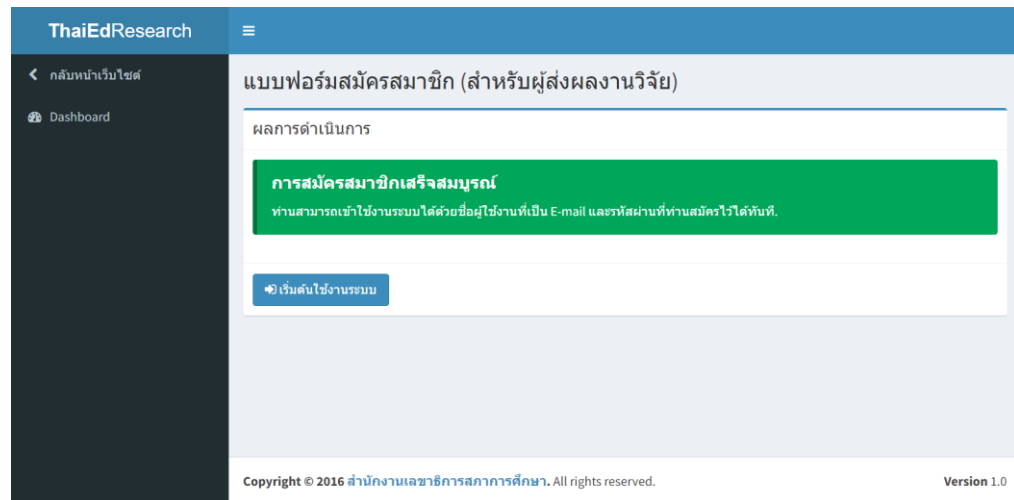 ThaiEdResearch
กลับหน้าเว็บไซต์
Dashboard
แบบฟอร์มสมัครสมาชิก (สำหรับผู้ส่งผลงานวิจัย)
ผลการดำเนินการ
การสมัครสมาชิกเสร็จสมบูรณ์
ท่านสามารถเข้าใช้งานระบบได้ด้วยชื่อผู้ใช้งานที่เป็น E-mail และรหัสผ่านที่ท่านสมัครไว้ได้ทันที.
เริ่มต้นใช้งานระบบ
Copyright © 2016 สำนักงานเลขาธิการสภาการศึกษา. All rights reserved.
Version 1.0